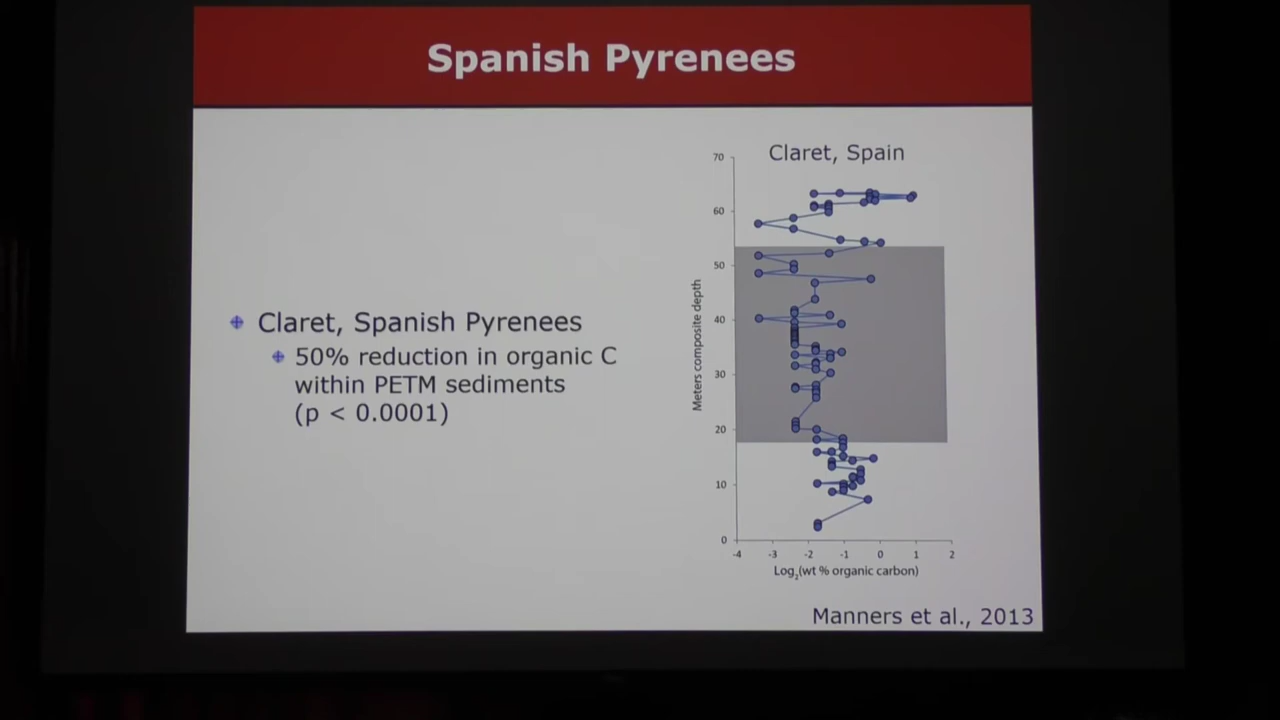 Spanish Pyrenees
Claret, Spanish Pyrenees
50% reduction in organic C
within PETM sediments
(p < 0.0001)
Claret, Spain
70
60
50
40
30
20
10
0
Meters composite depth
-4 -3 -2 -1 0 1 2
Log₂(wt % organic carbon)
Manners et al., 2013